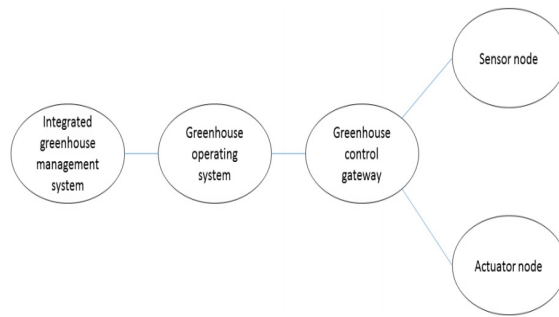 Integrated
greenhouse
management
system
Greenhouse
operating
system
Greenhouse
control
gateway
Sensor node
Actuator node